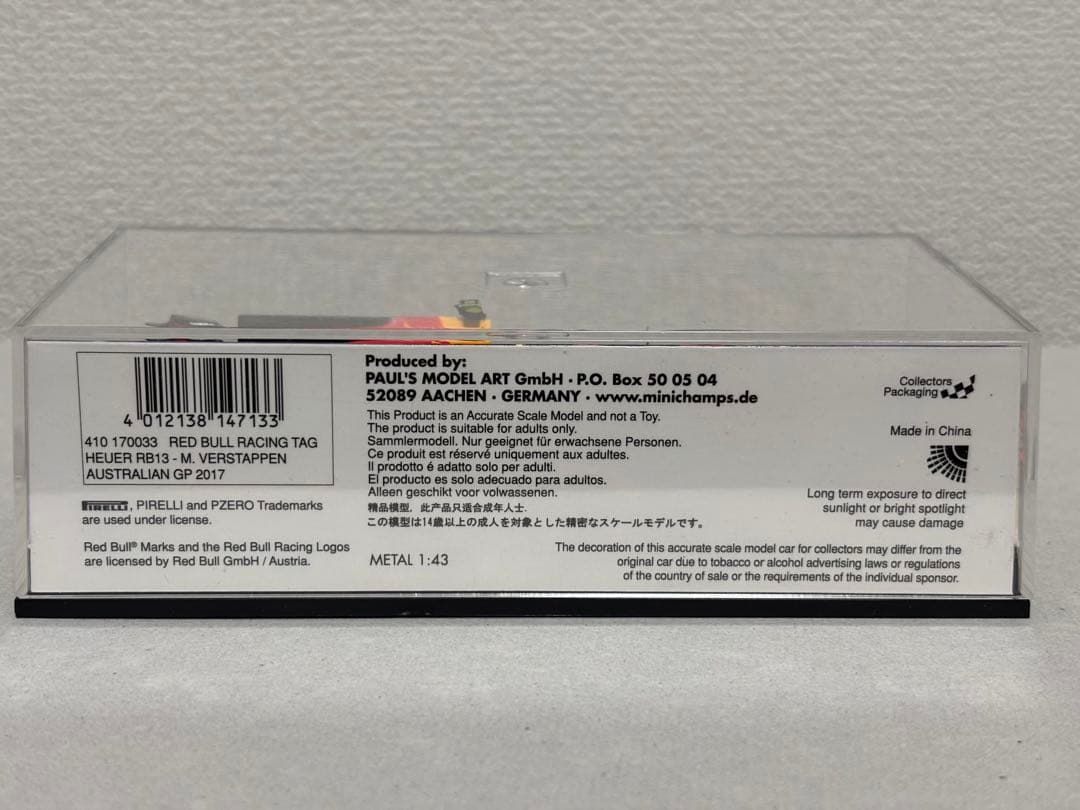 4 012138 147133
410 170033 RED BULL RACING TAG
HEUER RB13 - M. VERSTAPPEN
AUSTRALIAN GP 2017
PIRELLI, PIRELLI and PZERO Trademarks
are used under license.
Red Bull® Marks and the Red Bull Racing Logos
are licensed by Red Bull GmbH / Austria.
Produced by:
PAUL'S MODEL ART GmbH · P.O. Box 50 05 04
52089 AACHEN · GERMANY · www.minichamps.de
This Product is an Accurate Scale Model and not a Toy.
The product is suitable for adults only.
Sammlermodell. Nur geeignet für erwachsene Personen.
Ce produit est réservé uniquement aux adultes.
Il prodotto é adatto solo per adulti.
El producto es solo adecuado para adultos.
Alleen geschikt voor volwassenen.
精品模型, 此产品只适合成年人士.
この模型は14歳以上の成人を対象とした精密なスケールモデルです。
METAL 1:43
Collectors
Packaging
Made in China
Long term exposure to direct
sunlight or bright spotlight
may cause damage
The decoration of this accurate scale model car for collectors may differ from the
original car due to tobacco or alcohol advertising laws or regulations
of the country of sale or the requirements of the individual sponsor.